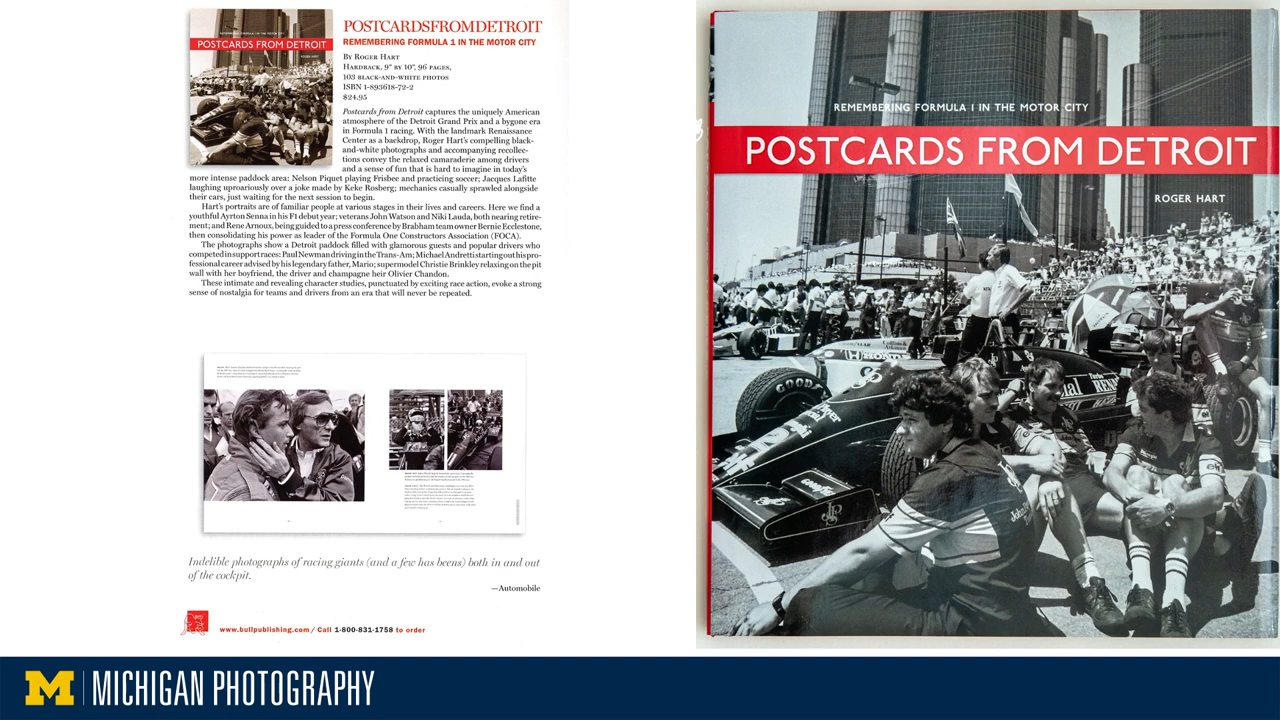 REMEMBERING FORMULA 1 IN THE MOTOR CITY
POSTCARDS FROM DETROIT
ROGER HART
POSTCARDSFROMDETROIT
REMEMBERING FORMULA 1 IN THE MOTOR CITY
BY ROGER HART
HARDBACK, 9" BY 10", 96 PAGES,
103 BLACK-AND-WHITE PHOTOS
ISBN 1-893618-72-2
$24.95
Postcards from Detroit captures the uniquely American
atmosphere of the Detroit Grand Prix and a bygone era
in Formula 1 racing. With the landmark Renaissance
Center as a backdrop, Roger Hart's compelling black-
and-white photographs and accompanying recollec-
tions convey the relaxed camaraderie among drivers
and a sense of fun that is hard to imagine in today's
more intense paddock area: Nelson Piquet playing Frisbee and practicing soccer; Jacques Lafitte
laughing uproariously over a joke made by Keke Rosberg; mechanics casually sprawled alongside
their cars, just waiting for the next session to begin.
Hart's portraits are of familiar people at various stages in their lives and careers. Here we find a
youthful Ayrton Senna in his F1 debut year; veterans John Watson and Niki Lauda, both nearing retire-
ment; and Rene Arnoux, being guided to a press conference by Brabham team owner Bernie Ecclestone,
then consolidating his power as leader of the Formula One Constructors Association (FOCA).
The photographs show a Detroit paddock filled with glamorous guests and popular drivers who
competed in support races: Paul Newman driving in the Trans-Am; Michael Andretti starting out his pro-
fessional career advised by his legendary father, Mario; supermodel Christie Brinkley relaxing on the pit
wall with her boyfriend, the driver and champagne heir Olivier Chandon.
These intimate and revealing character studies, punctuated by exciting race action, evoke a strong
sense of nostalgia for teams and drivers from an era that will never be repeated.
Indelible photographs of racing giants (and a few has beens) both in and out
of the cockpit.
—Automobile
www.bullpublishing.com / Call 1-800-831-1758 to order
REMEMBERING FORMULA 1 IN THE MOTOR CITY
POSTCARDS FROM DETROIT
ROGER HART
GOODYEAR
M MICHIGAN PHOTOGRAPHY